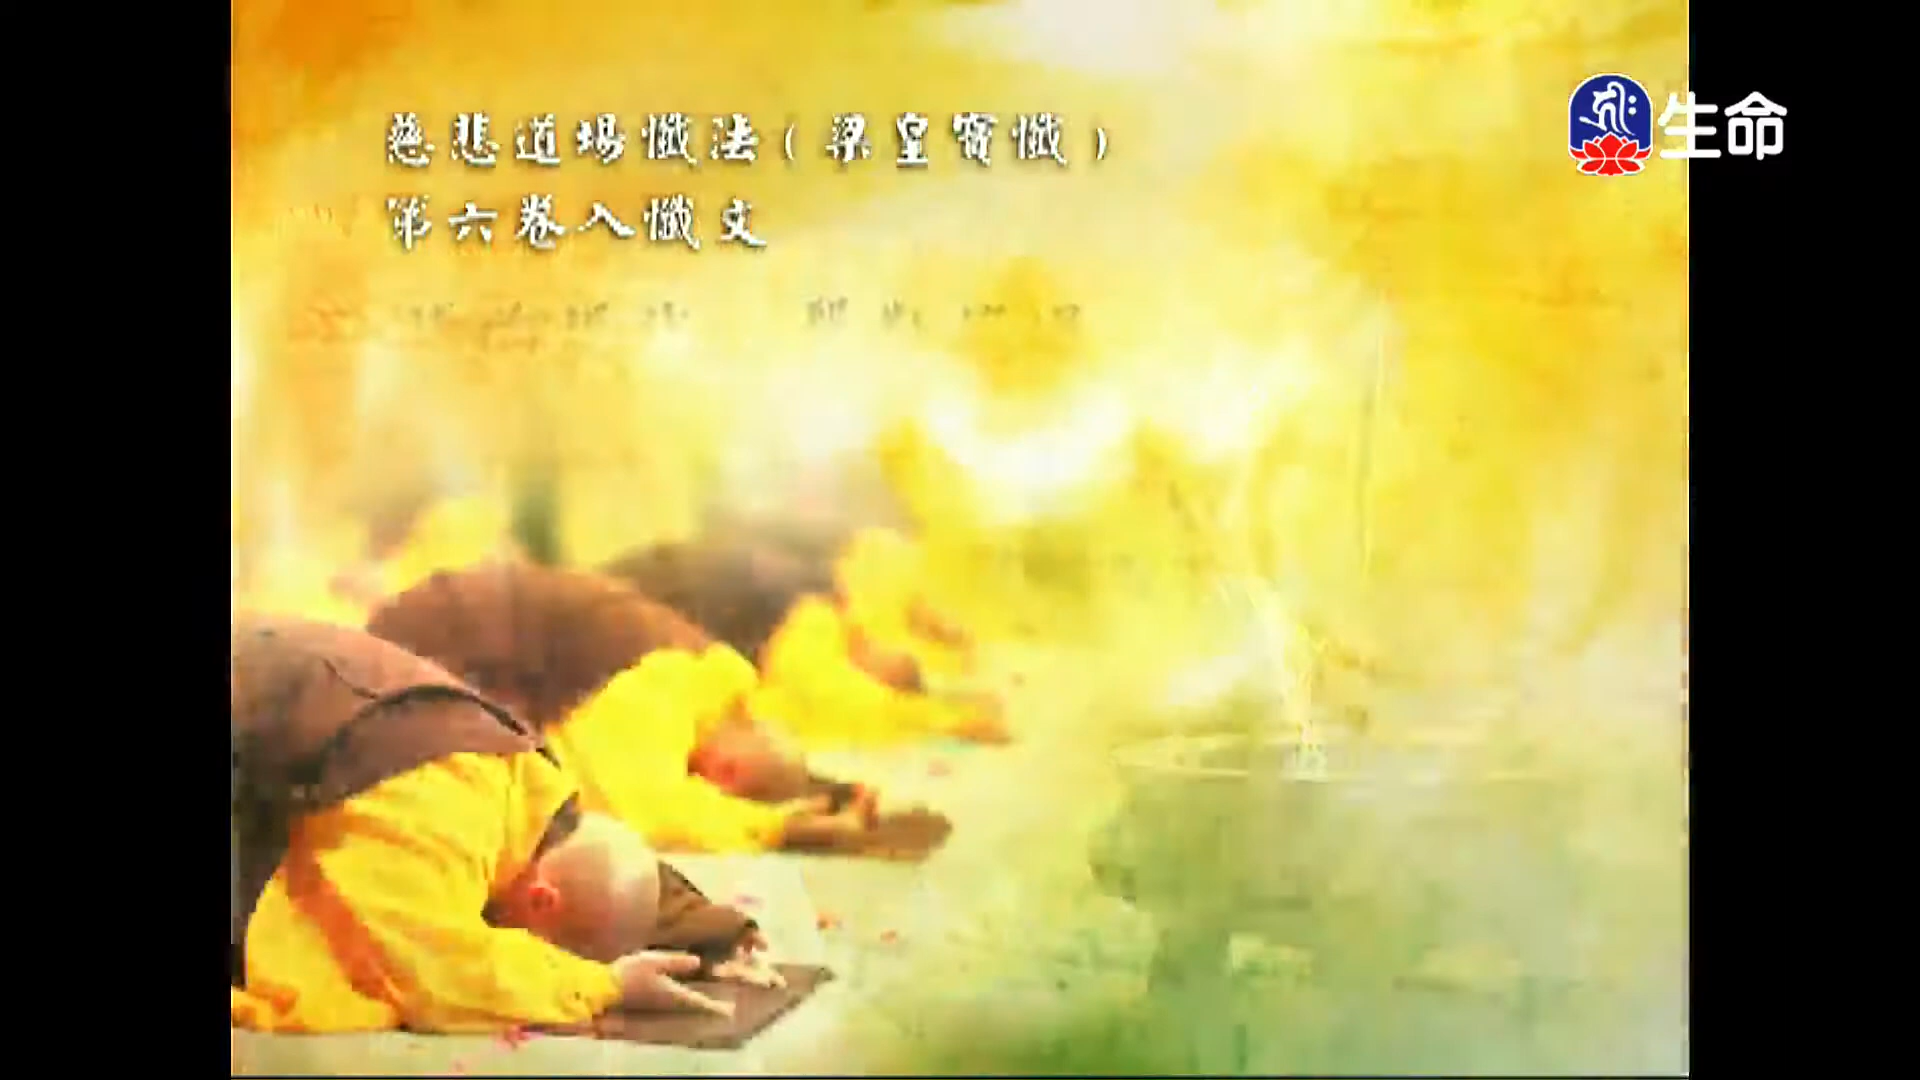 慈悲道場懺法(梁皇寶懺)
第六卷入懺文
生命